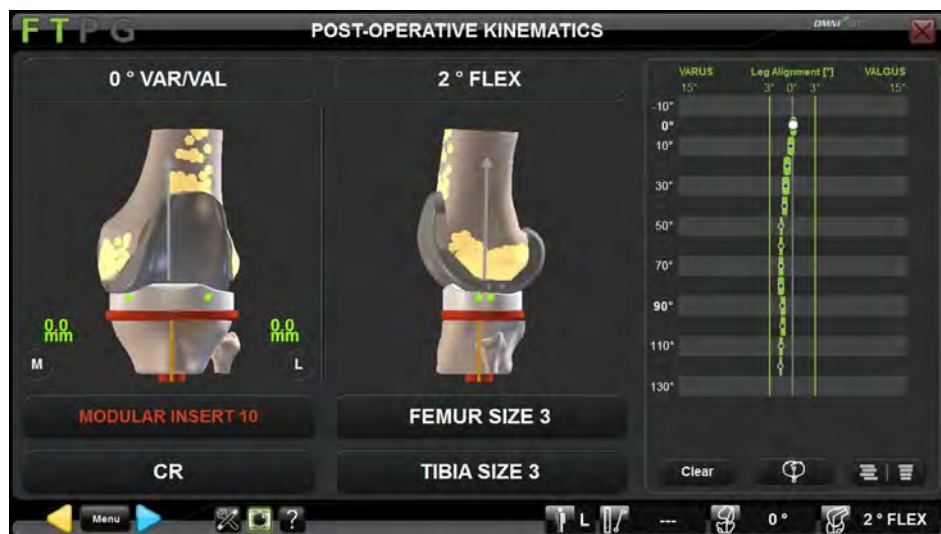 FTPG
POST-OPERATIVE KINEMATICS
OMNI
0 ° VAR/VAL
2 ° FLEX
VARUS Leg Alignment [°] VALGUS
15° 3° 0° 3° 15°
-10°
0°
10°
30°
50°
70°
90°
110°
130°
0.0 mm
0.0 mm
M
L
MODULAR INSERT 10
FEMUR SIZE 3
CR
TIBIA SIZE 3
Clear
Menu
?
L
---
0 °
2 ° FLEX